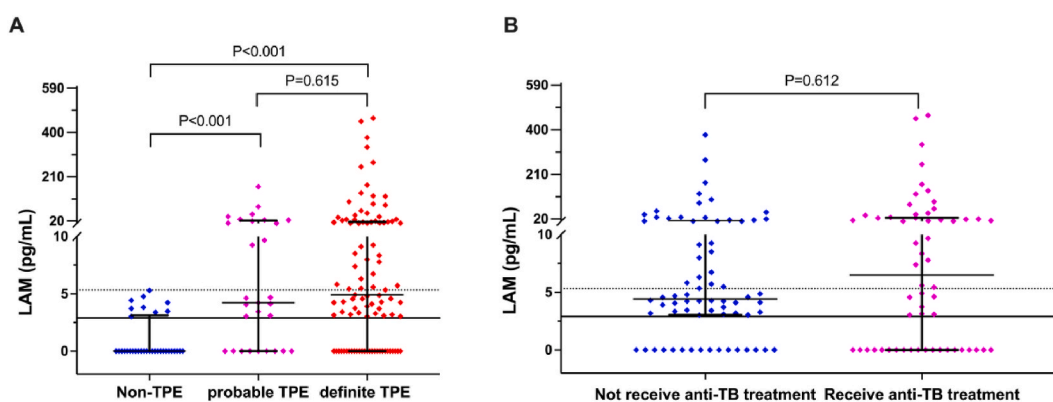 A
P<0.001
P=0.615
P<0.001
590
400
210
20
10
5
0
LAM (pg/mL)
Non-TPE
probable TPE
definite TPE
B
P=0.612
590
400
210
20
10
5
0
LAM (pg/mL)
Not receive anti-TB treatment
Receive anti-TB treatment